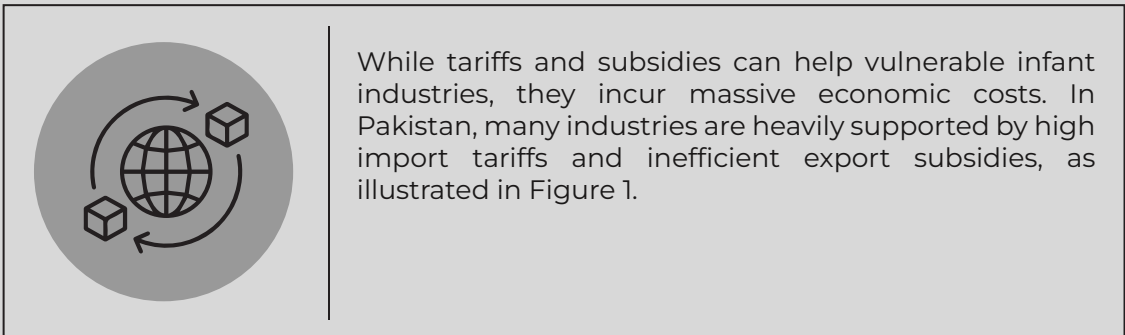 While tariffs and subsidies can help vulnerable infant
industries, they incur massive economic costs. In
Pakistan, many industries are heavily supported by high
import tariffs and inefficient export subsidies, as
illustrated in Figure 1.